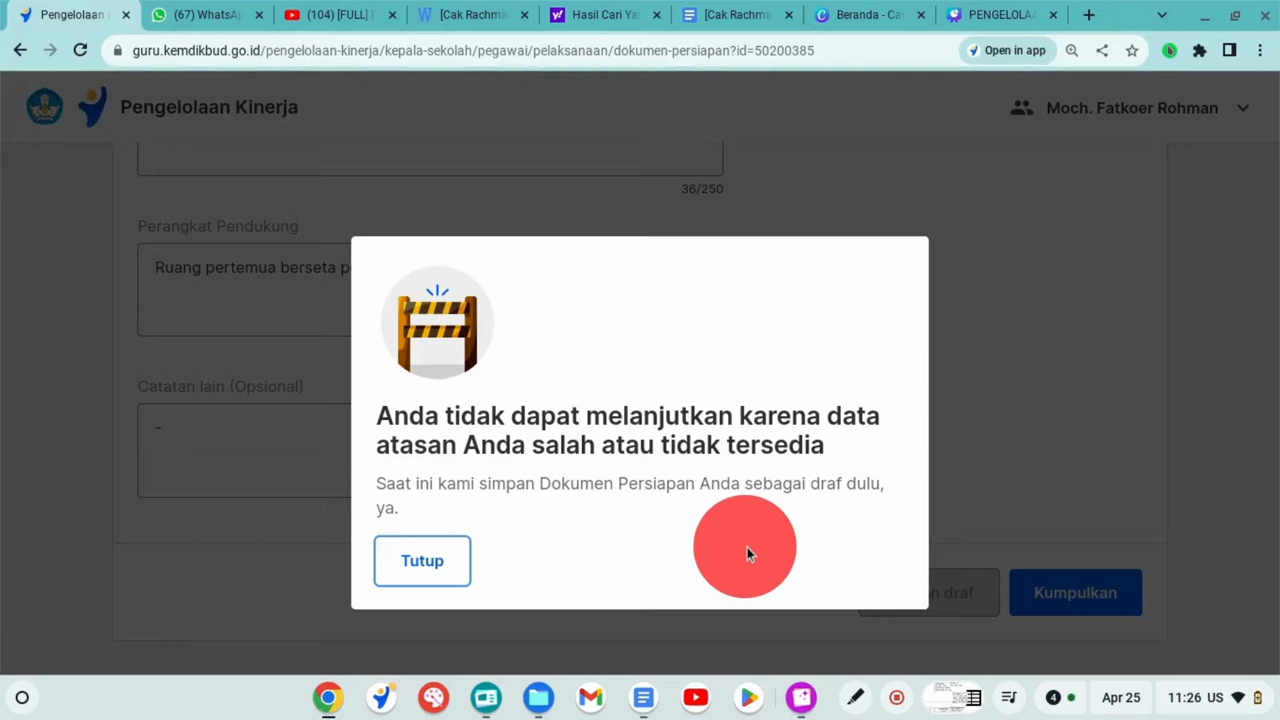 Pengelolaan Kinerja
(67) WhatsAp
(104) [FULL]
[Cak Rachma
Hasil Cari Ya
[Cak Rachma
Beranda - Ca
PENGELOLA
guru.kemdikbud.go.id/pengelolaan-kinerja/kepala-sekolah/pegawai/pelaksanaan/dokumen-persiapan?id=50200385
Open in app
Pengelolaan Kinerja
Moch. Fatkoer Rohman
36/250
Perangkat Pendukung
Ruang pertemua berseta p
Catatan lain (Opsional)
-
Anda tidak dapat melanjutkan karena data
atasan Anda salah atau tidak tersedia
Saat ini kami simpan Dokumen Persiapan Anda sebagai draf dulu,
ya.
Tutup
draf
Kumpulkan
4
Apr 25
11:26 US